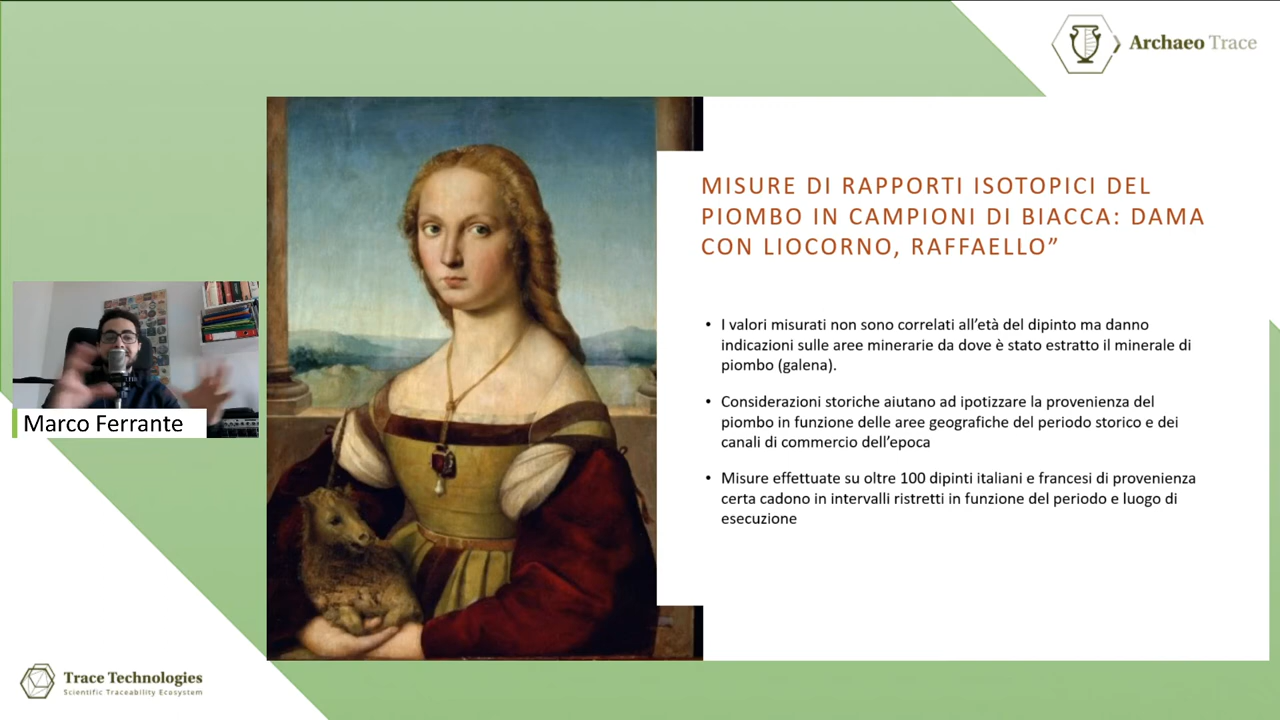 Archaeo Trace
MISURE DI RAPPORTI ISOTOPICI DEL
PIOMBO IN CAMPIONI DI BIACCA: DAMA
CON LIOCORNO, RAFFAELLO”
• I valori misurati non sono correlati all’età del dipinto ma danno
indicazioni sulle aree minerarie da dove è stato estratto il minerale di
piombo (galena).
• Considerazioni storiche aiutano ad ipotizzare la provenienza del
piombo in funzione delle aree geografiche del periodo storico e dei
canali di commercio dell’epoca
• Misure effettuate su oltre 100 dipinti italiani e francesi di provenienza
certa cadono in intervalli ristretti in funzione del periodo e luogo di
esecuzione
Marco Ferrante
Trace Technologies
Scientific Traceability Ecosystem